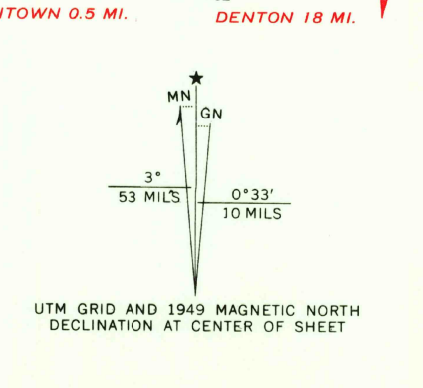 TOWN 0.5 MI.
DENTON 18 MI.
MN
GN
3°
53 MILS
0°33′
10 MILS
UTM GRID AND 1949 MAGNETIC NORTH
DECLINATION AT CENTER OF SHEET